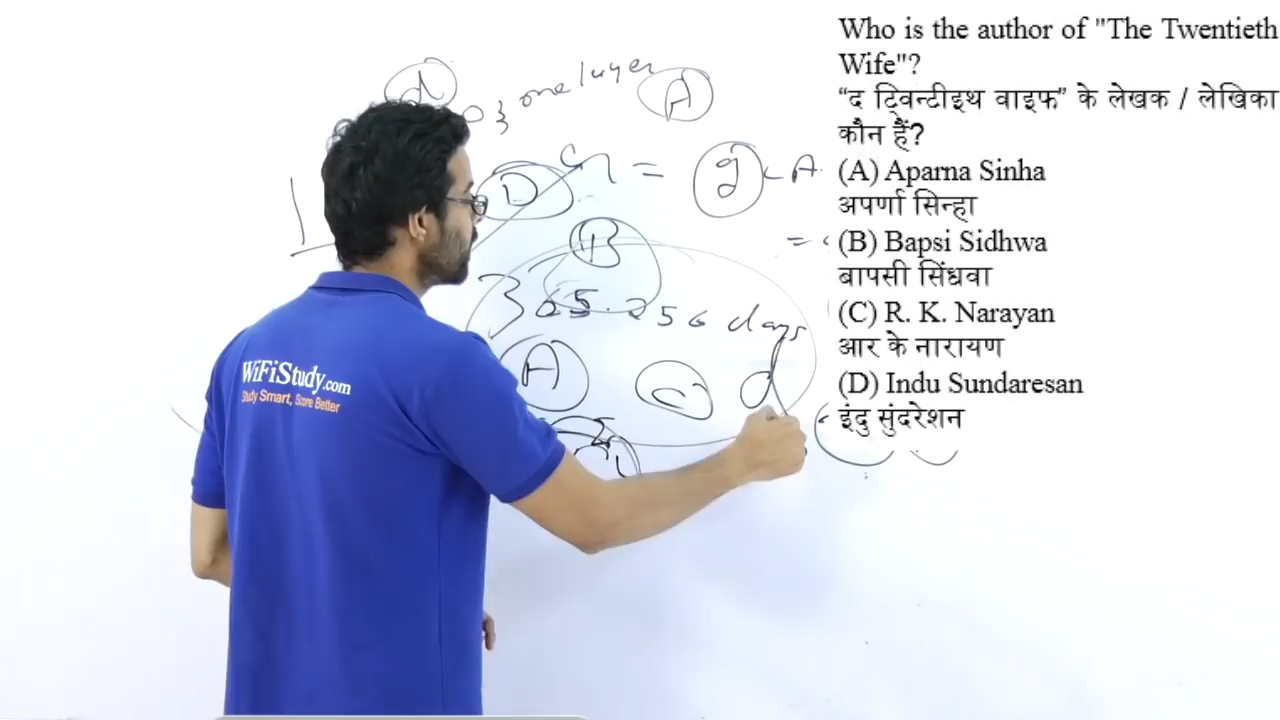 Who is the author of "The Twentieth
Wife"?
“द ट्विन्टीइथ वाइफ” के लेखक / लेखिका
कौन हैं?
(A) Aparna Sinha
अपर्णा सिन्हा
(B) Bapsi Sidhwa
बापसी सिंधवा
(C) R. K. Narayan
आर के नारायण
(D) Indu Sundaresan
इंदु सुंदरेशन
d
03 one layer
A
D
= g
A
B
365.256 days
A
C
d
WiFiStudy.com
Study Smart, Score Better